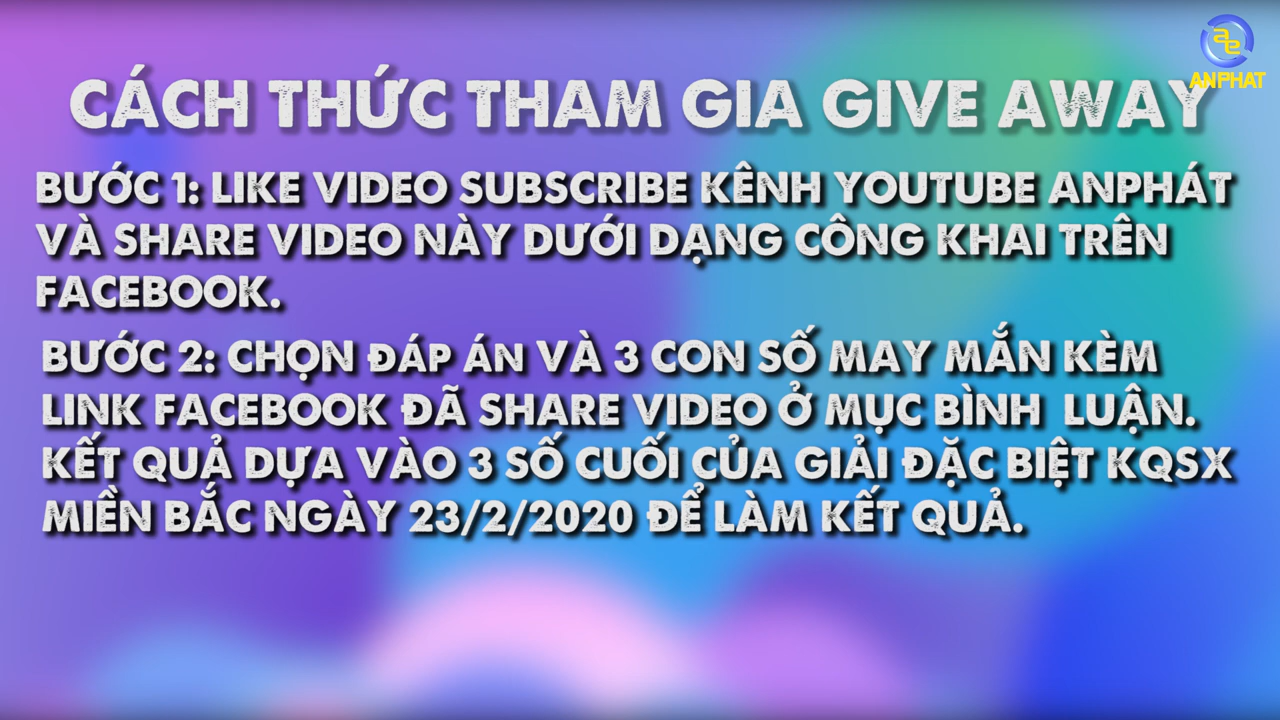 ae
ANPHAT
CÁCH THỨC THAM GIA GIVE AWAY
BƯỚC 1: LIKE VIDEO SUBSCRIBE KÊNH YOUTUBE ANPHÁT
VÀ SHARE VIDEO NÀY DƯỚI DẠNG CÔNG KHAI TRÊN
FACEBOOK.
BƯỚC 2: CHỌN ĐÁP ÁN VÀ 3 CON SỐ MAY MẮN KÈM
LINK FACEBOOK ĐÃ SHARE VIDEO Ở MỤC BÌNH LUẬN.
KẾT QUẢ DỰA VÀO 3 SỐ CUỐI CỦA GIẢI ĐẶC BIỆT KQSX
MIỀN BẮC NGÀY 23/2/2020 ĐỂ LÀM KẾT QUẢ.